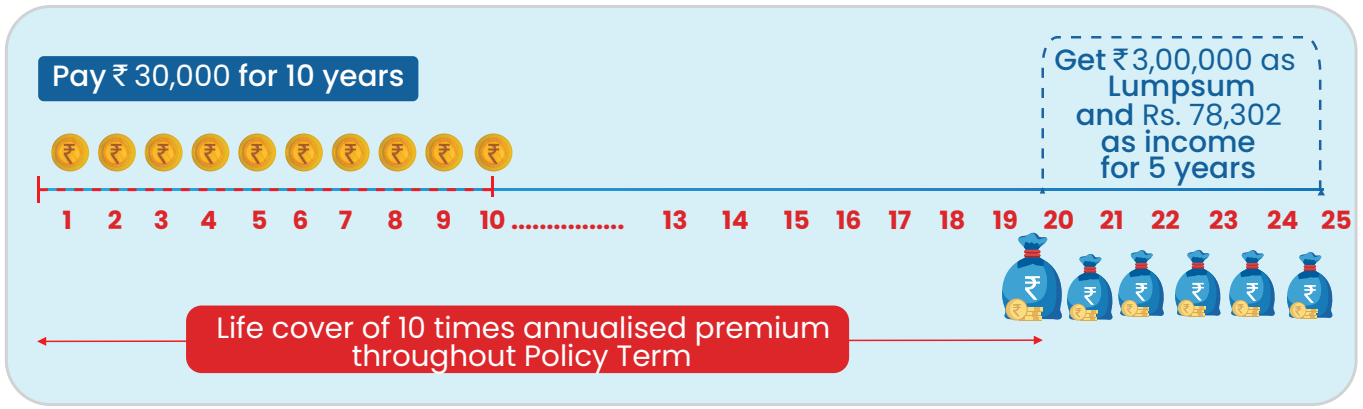 Pay ₹ 30,000 for 10 years
Get ₹ 3,00,000 as
Lumpsum
and Rs. 78,302
as income
for 5 years
₹ ₹ ₹ ₹ ₹ ₹ ₹ ₹ ₹ ₹
1 2 3 4 5 6 7 8 9 10 ................ 13 14 15 16 17 18 19 20 21 22 23 24 25
₹ ₹ ₹ ₹ ₹ ₹
Life cover of 10 times annualised premium
throughout Policy Term